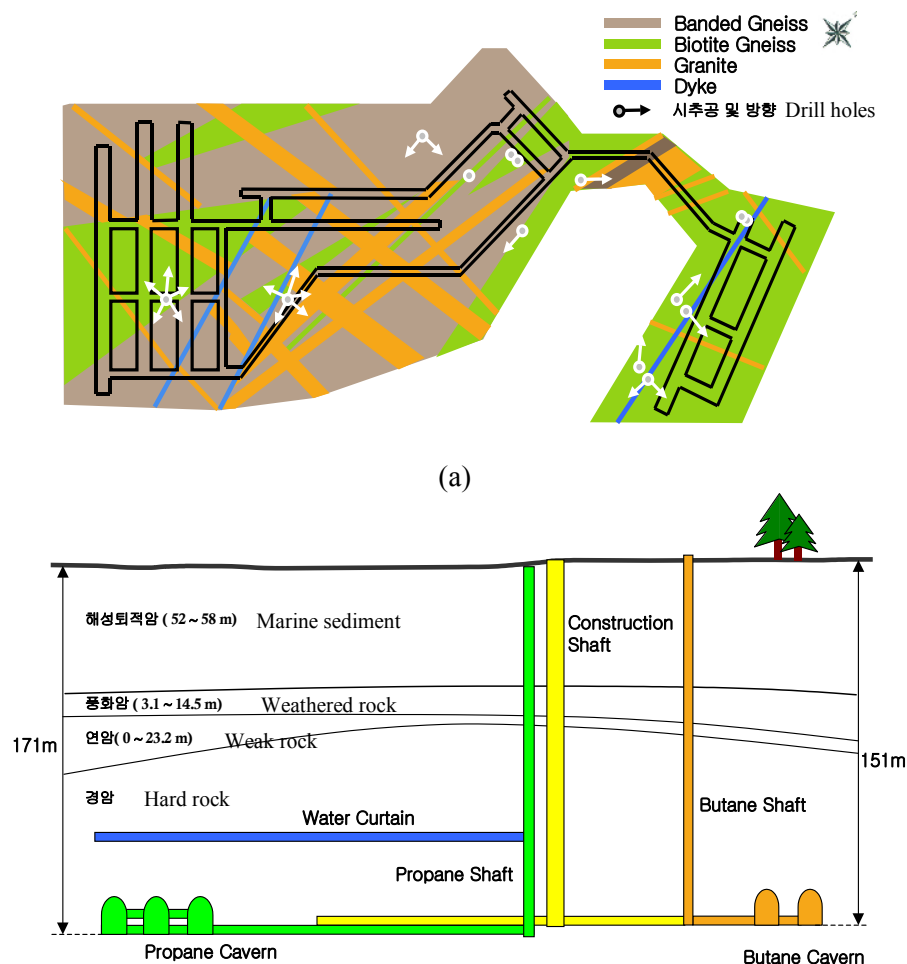 Banded Gneiss
Biotite Gneiss
Granite
Dyke
시추공 및 방향 Drill holes
(a)
해성퇴적암 ( 52 ~ 58 m) Marine sediment
Construction
Shaft
풍화암 ( 3.1 ~ 14.5 m) Weathered rock
171m
연암( 0 ~ 23.2 m) Weak rock
151m
경암 Hard rock
Butane Shaft
Water Curtain
Propane Shaft
Propane Cavern
Butane Cavern